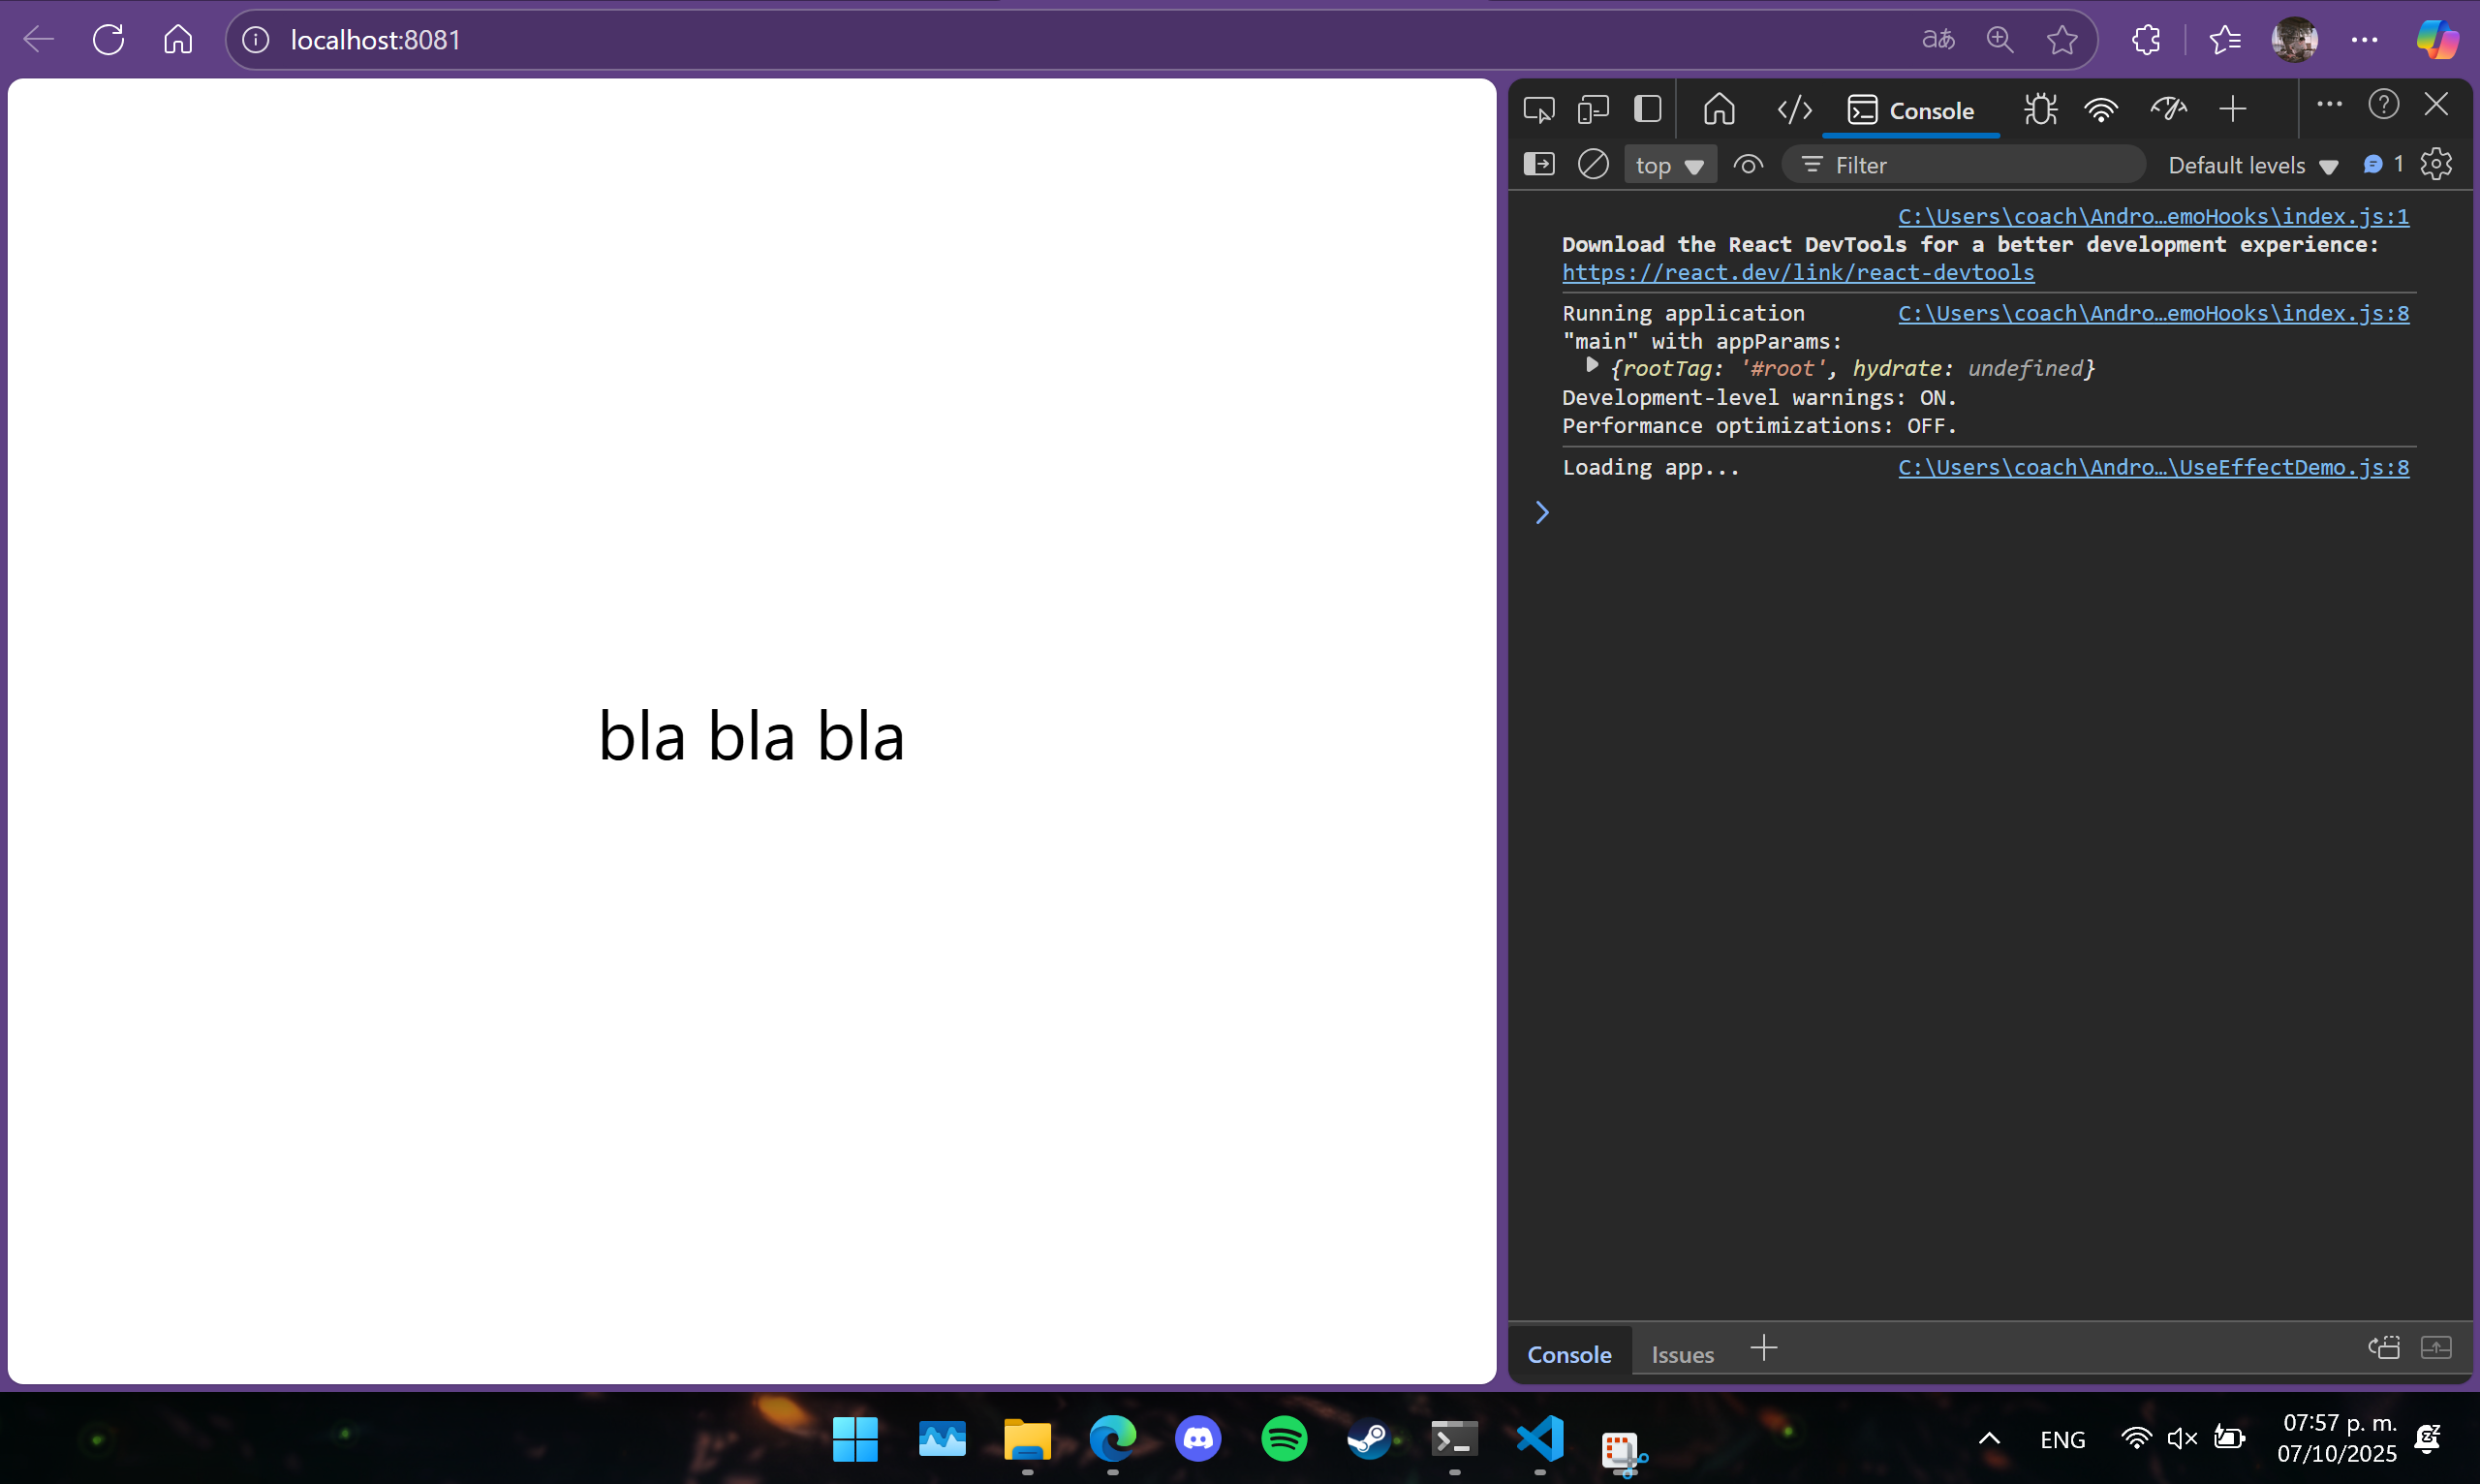 localhost:8081
aあ
Console
top
Filter
Default levels
1
C:\Users\coach\Andro…emoHooks\index.js:1
Download the React DevTools for a better development experience:
https://react.dev/link/react-devtools
Running application C:\Users\coach\Andro…emoHooks\index.js:8
"main" with appParams:
{rootTag: '#root', hydrate: undefined}
Development-level warnings: ON.
Performance optimizations: OFF.
Loading app... C:\Users\coach\Andro…\UseEffectDemo.js:8
bla bla bla
Console
Issues
ENG
07:57 p. m.
07/10/2025